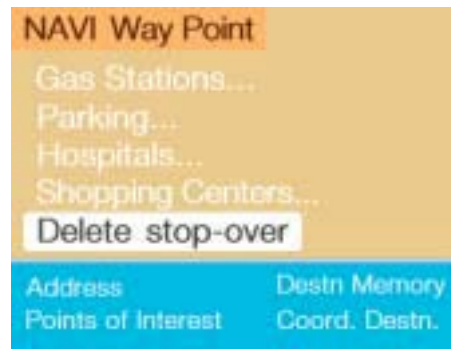 NAVI Way Point
Gas Stations...
Parking...
Hospitals...
Shopping Centers...
Delete stop-over
Address Destn Memory
Points of Interest Coord. Destn.